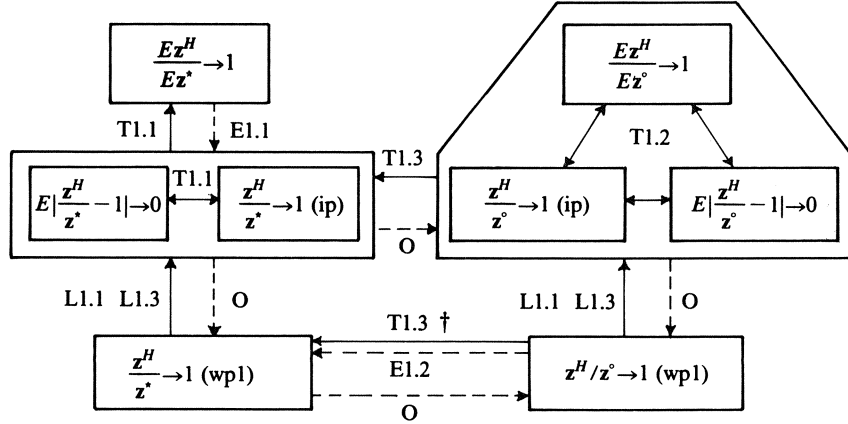 Ez^H / Ez* →1
Ez^H / Ez° →1
T1.1 E1.1
T1.2
T1.3
E|z^H / z* − 1|→0
T1.1
z^H / z* →1 (ip)
z^H / z° →1 (ip)
E|z^H / z° − 1|→0
O
L1.1 L1.3
O
L1.1 L1.3
O
T1.3 †
z^H / z* →1 (wp1)
E1.2
z^H/z° →1 (wp1)
O